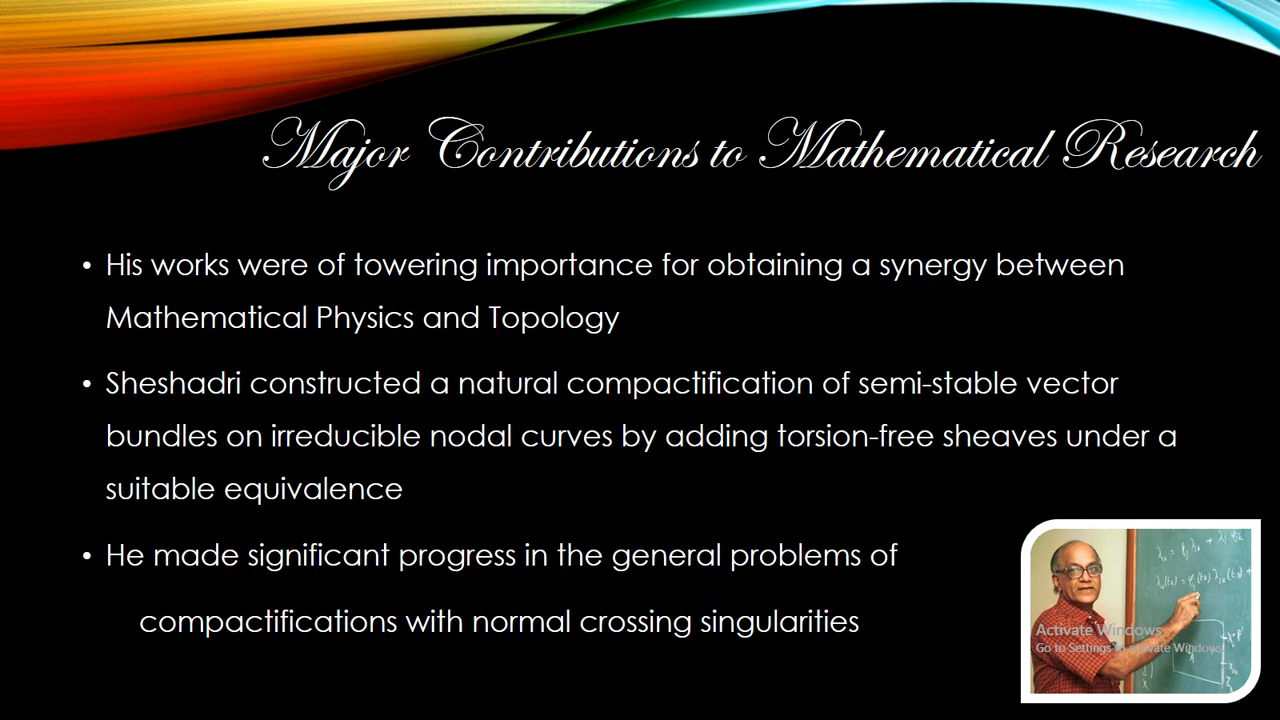 Major Contributions to Mathematical Research
• His works were of towering importance for obtaining a synergy between
Mathematical Physics and Topology
• Sheshadri constructed a natural compactification of semi-stable vector
bundles on irreducible nodal curves by adding torsion-free sheaves under a
suitable equivalence
• He made significant progress in the general problems of
compactifications with normal crossing singularities
Activate Windows
Go to Settings to activate Windows.